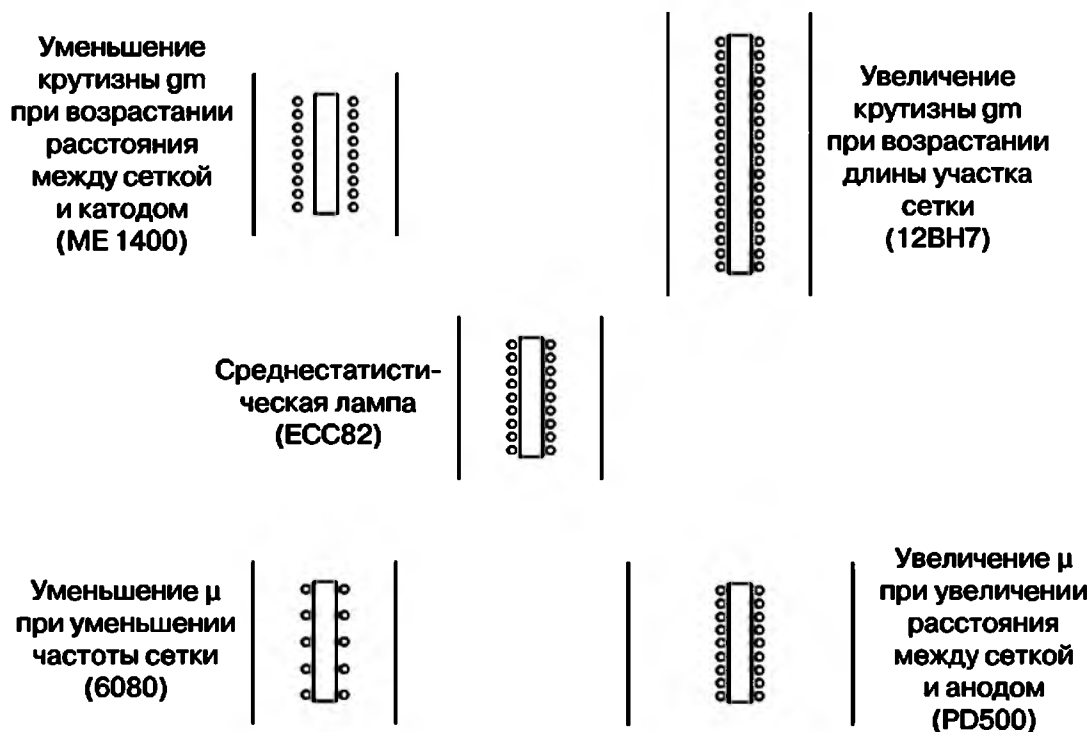 Уменьшение
крутизны gm
при возрастании
расстояния
между сеткой
и катодом
(ME 1400)
Увеличение
крутизны gm
при возрастании
длины участка
сетки
(12BH7)
Среднестатисти-
ческая лампа
(ECC82)
Уменьшение μ
при уменьшении
частоты сетки
(6080)
Увеличение μ
при увеличении
расстояния
между сеткой
и анодом
(PD500)